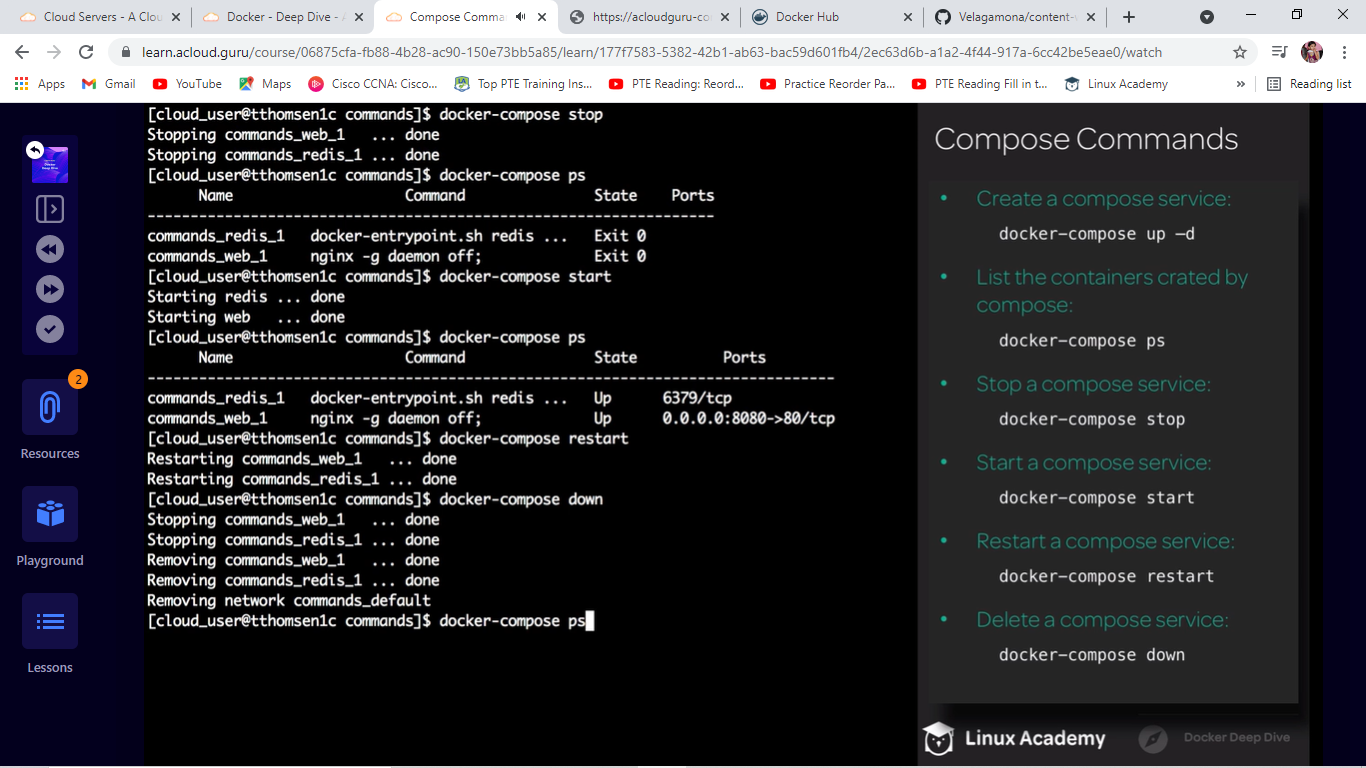 Cloud Servers - A Clou
Docker - Deep Dive - A
Compose Comma
https://acloudguru-co
Docker Hub
Velagamona/content-
learn.acloud.guru/course/06875cfa-fb88-4b28-ac90-150e73bb5a85/learn/177f7583-5382-42b1-ab63-bac59d601fb4/2ec63d6b-a1a2-4f44-917a-6cc42be5eae0/watch
Apps
Gmail
YouTube
Maps
Cisco CCNA: Cisco...
Top PTE Training Ins...
PTE Reading: Reord...
Practice Reorder Pa...
PTE Reading Fill in t...
Linux Academy
»
Reading list
Docker
Deep Dive
2
Resources
Playground
Lessons
[cloud_user@tthomsen1c commands]$ docker-compose stop
Stopping commands_web_1   ... done
Stopping commands_redis_1 ... done
[cloud_user@tthomsen1c commands]$ docker-compose ps
Name Command State Ports
------------------------------------------------------------------
commands_redis_1   docker-entrypoint.sh redis ...   Exit 0
commands_web_1     nginx -g daemon off;             Exit 0
[cloud_user@tthomsen1c commands]$ docker-compose start
Starting redis ... done
Starting web   ... done
[cloud_user@tthomsen1c commands]$ docker-compose ps
Name Command State Ports
--------------------------------------------------------------------------------
commands_redis_1   docker-entrypoint.sh redis ...   Up      6379/tcp
commands_web_1     nginx -g daemon off;             Up      0.0.0.0:8080->80/tcp
[cloud_user@tthomsen1c commands]$ docker-compose restart
Restarting commands_web_1   ... done
Restarting commands_redis_1 ... done
[cloud_user@tthomsen1c commands]$ docker-compose down
Stopping commands_web_1   ... done
Stopping commands_redis_1 ... done
Removing commands_web_1   ... done
Removing commands_redis_1 ... done
Removing network commands_default
[cloud_user@tthomsen1c commands]$ docker-compose ps
Compose Commands
• Create a compose service:
docker-compose up –d
• List the containers crated by
compose:
docker-compose ps
• Stop a compose service:
docker-compose stop
• Start a compose service:
docker-compose start
• Restart a compose service:
docker-compose restart
• Delete a compose service:
docker-compose down
Linux Academy
Docker Deep Dive